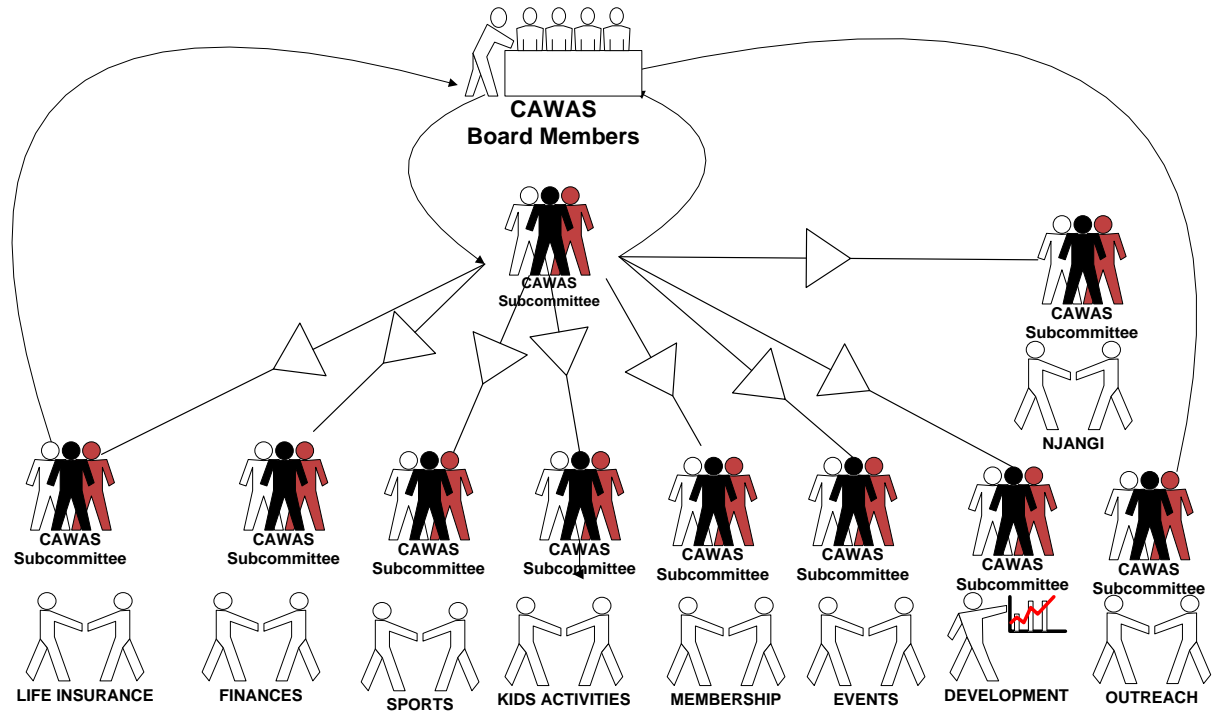 CAWAS
Board Members
CAWAS
Subcommittee
CAWAS
Subcommittee
NJANGI
CAWAS
Subcommittee
LIFE INSURANCE
CAWAS
Subcommittee
FINANCES
CAWAS
Subcommittee
SPORTS
CAWAS
Subcommittee
KIDS ACTIVITIES
CAWAS
Subcommittee
MEMBERSHIP
CAWAS
Subcommittee
EVENTS
CAWAS
Subcommittee
DEVELOPMENT
CAWAS
Subcommittee
OUTREACH